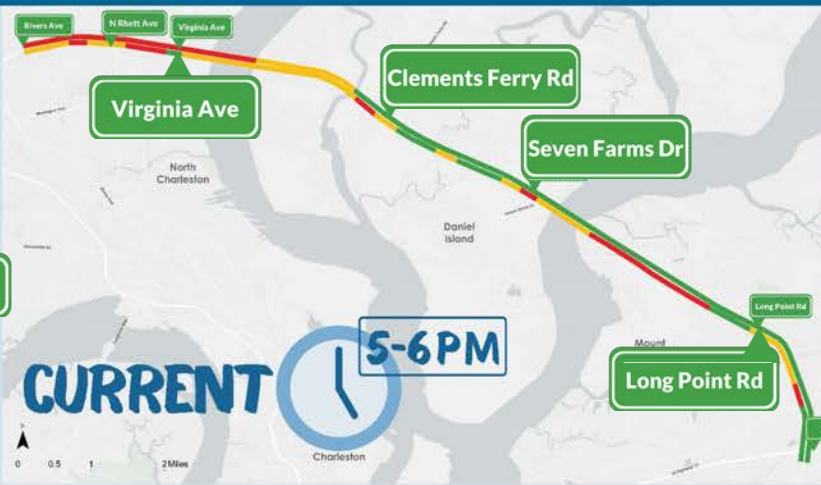 Rivers Ave
N Rhett Ave
Virginia Ave
Virginia Ave
Clements Ferry Rd
Seven Farms Dr
North
Charleston
Daniel
Island
Long Point Rd
Mount
Long Point Rd
5-6PM
CURRENT
Charleston
0 0.5 1 2 Miles